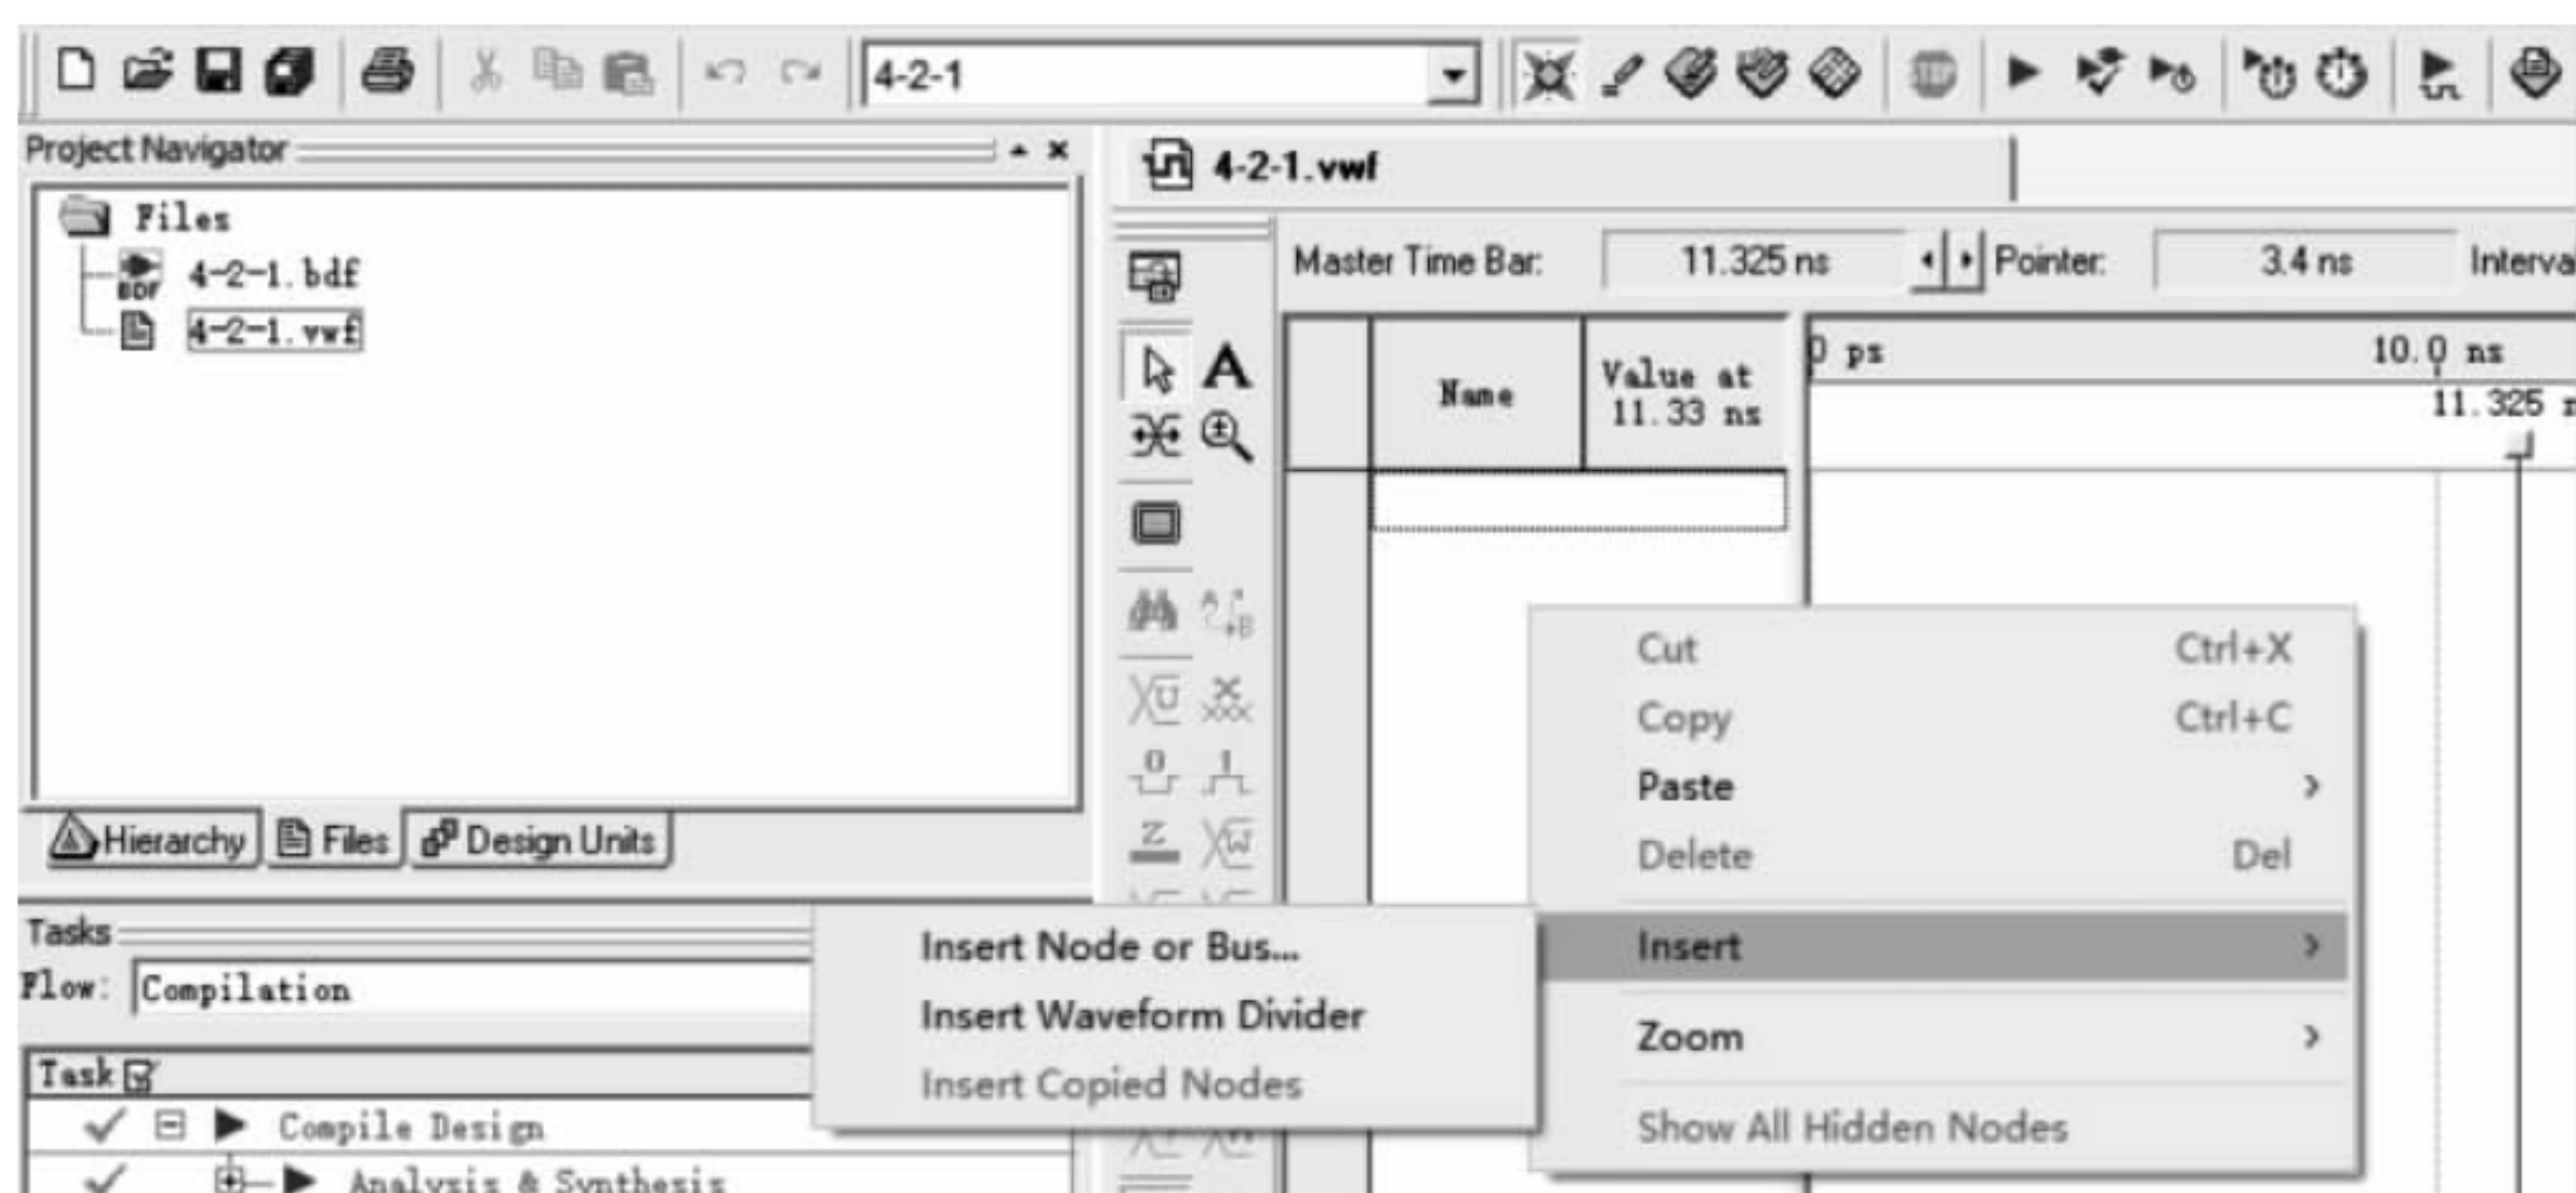 4-2-1
Project Navigator
4-2-1.vwf
Files
4-2-1.bdf
4-2-1.vwf
Master Time Bar: 11.325 ns Pointer: 3.4 ns
Name
Value at
11.33 ns
0 ps 10.0 ns
11.325
A
Cut Ctrl+X
Copy Ctrl+C
Paste
Delete Del
Insert
Zoom
Show All Hidden Nodes
Insert Node or Bus...
Insert Waveform Divider
Insert Copied Nodes
Hierarchy Files Design Units
Tasks
Flow: Compilation
Task
Compile Design
Analysis & Synthesis